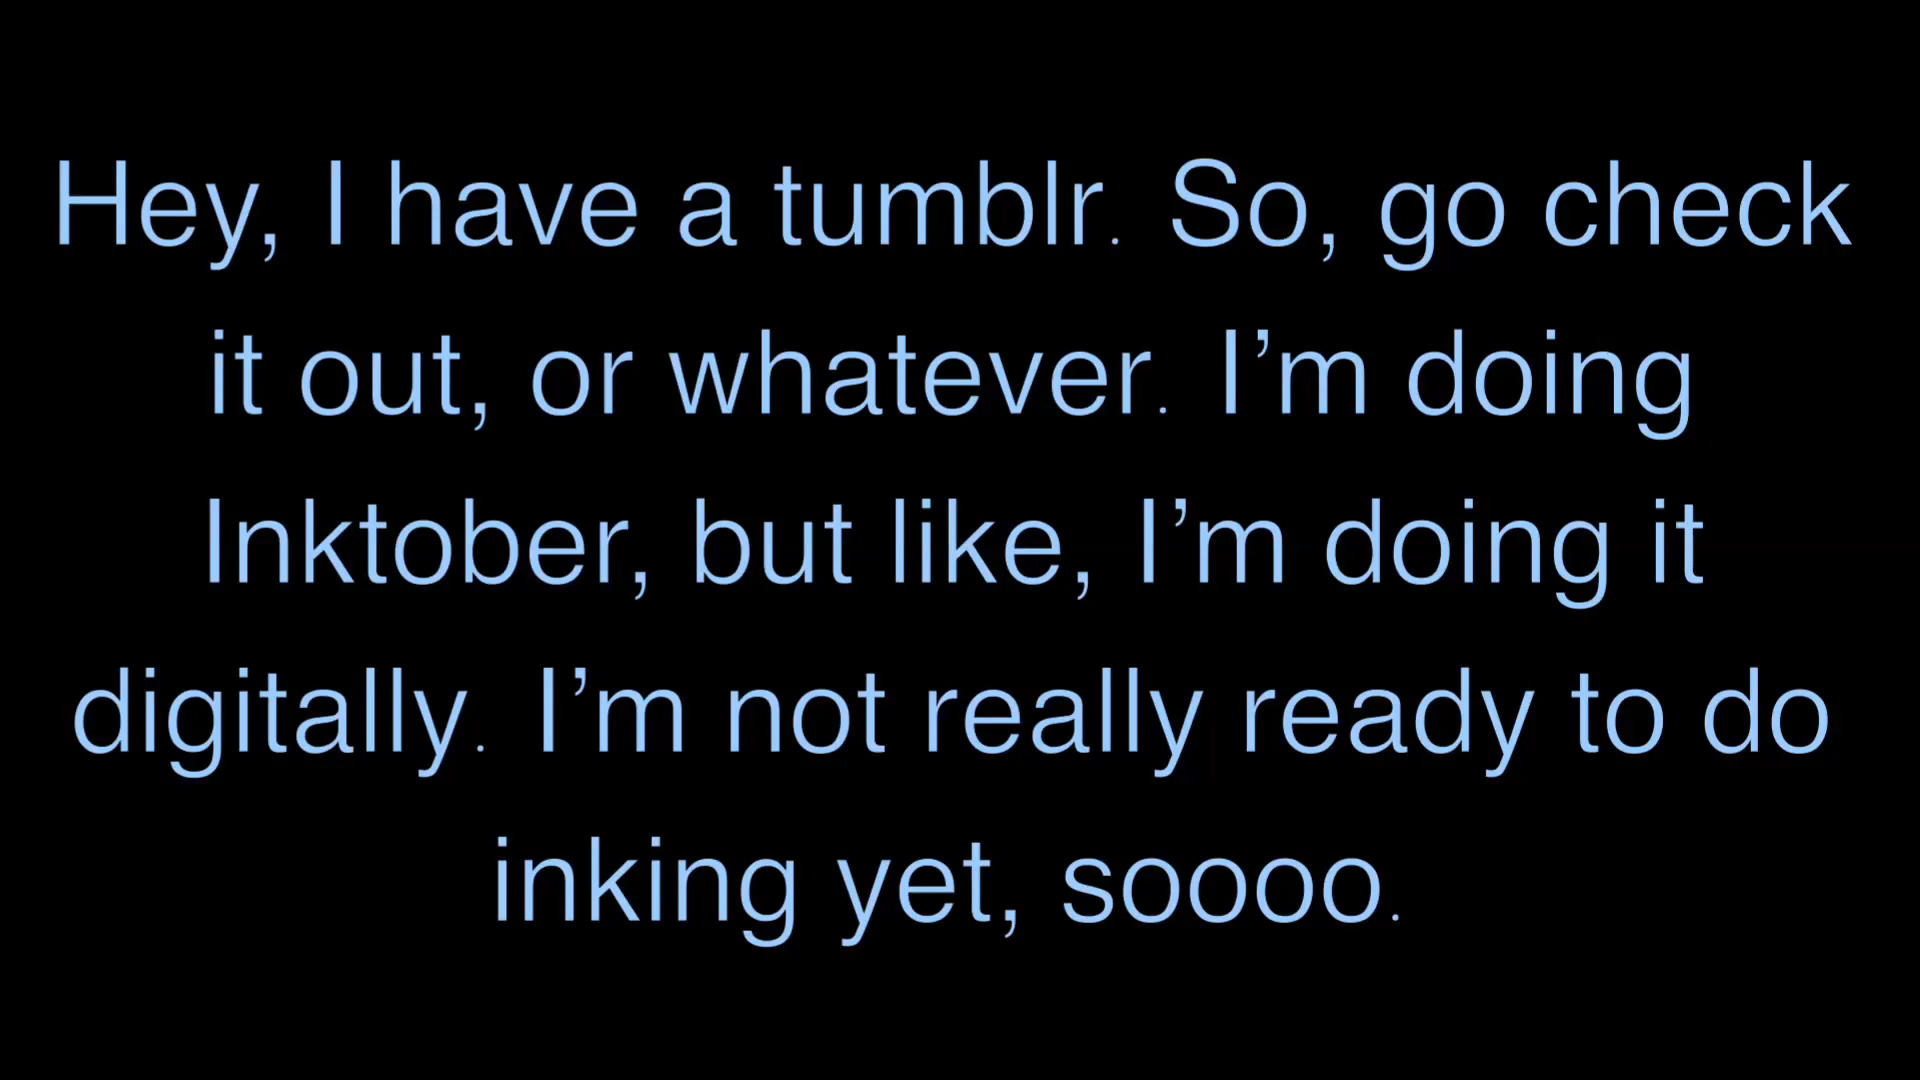 Hey, I have a tumblr. So, go check
it out, or whatever. I’m doing
Inktober, but like, I’m doing it
digitally. I’m not really ready to do
inking yet, soooo.